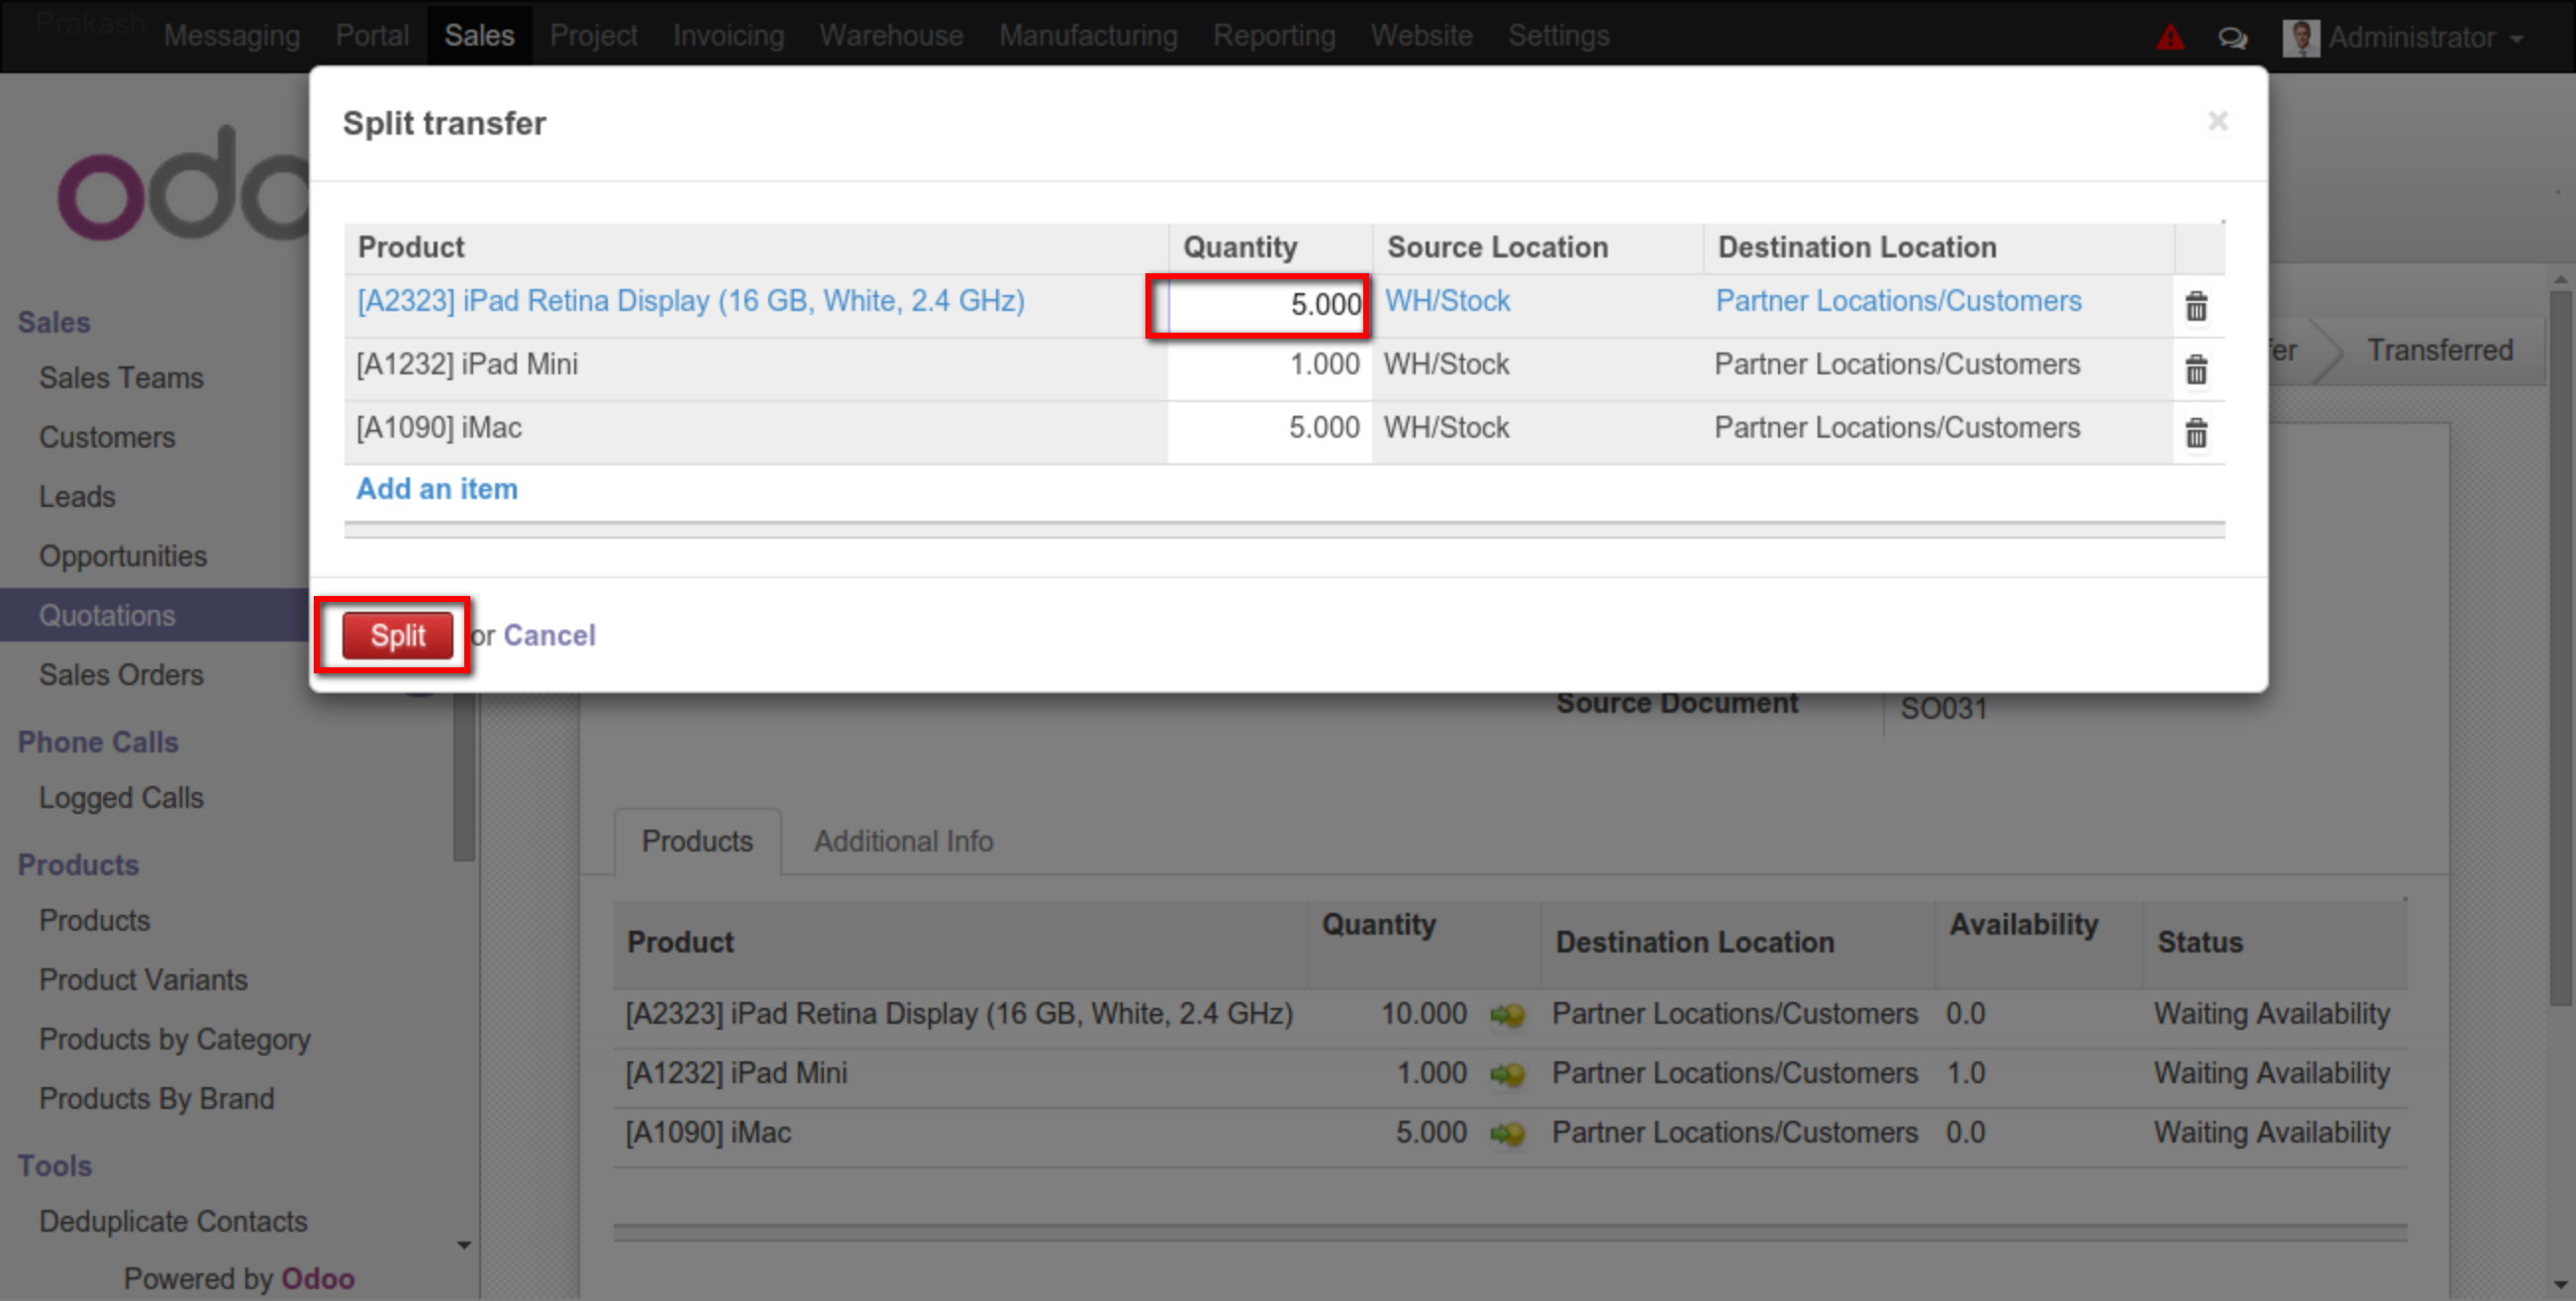 Prakash Messaging Portal Sales Project Invoicing Warehouse Manufacturing Reporting Website Settings Administrator
Split transfer ×
odo
Product Quantity Source Location Destination Location
[A2323] iPad Retina Display (16 GB, White, 2.4 GHz) 5.000 WH/Stock Partner Locations/Customers
[A1232] iPad Mini 1.000 WH/Stock Partner Locations/Customers
[A1090] iMac 5.000 WH/Stock Partner Locations/Customers
Add an item
Split or Cancel
Sales
Sales Teams
Customers
Leads
Opportunities
Quotations
Sales Orders
Phone Calls
Logged Calls
Products
Products
Product Variants
Products by Category
Products By Brand
Tools
Deduplicate Contacts
Powered by Odoo
fer Transferred
Source Document SO031
Products Additional Info
Product Quantity Destination Location Availability Status
[A2323] iPad Retina Display (16 GB, White, 2.4 GHz) 10.000 Partner Locations/Customers 0.0 Waiting Availability
[A1232] iPad Mini 1.000 Partner Locations/Customers 1.0 Waiting Availability
[A1090] iMac 5.000 Partner Locations/Customers 0.0 Waiting Availability